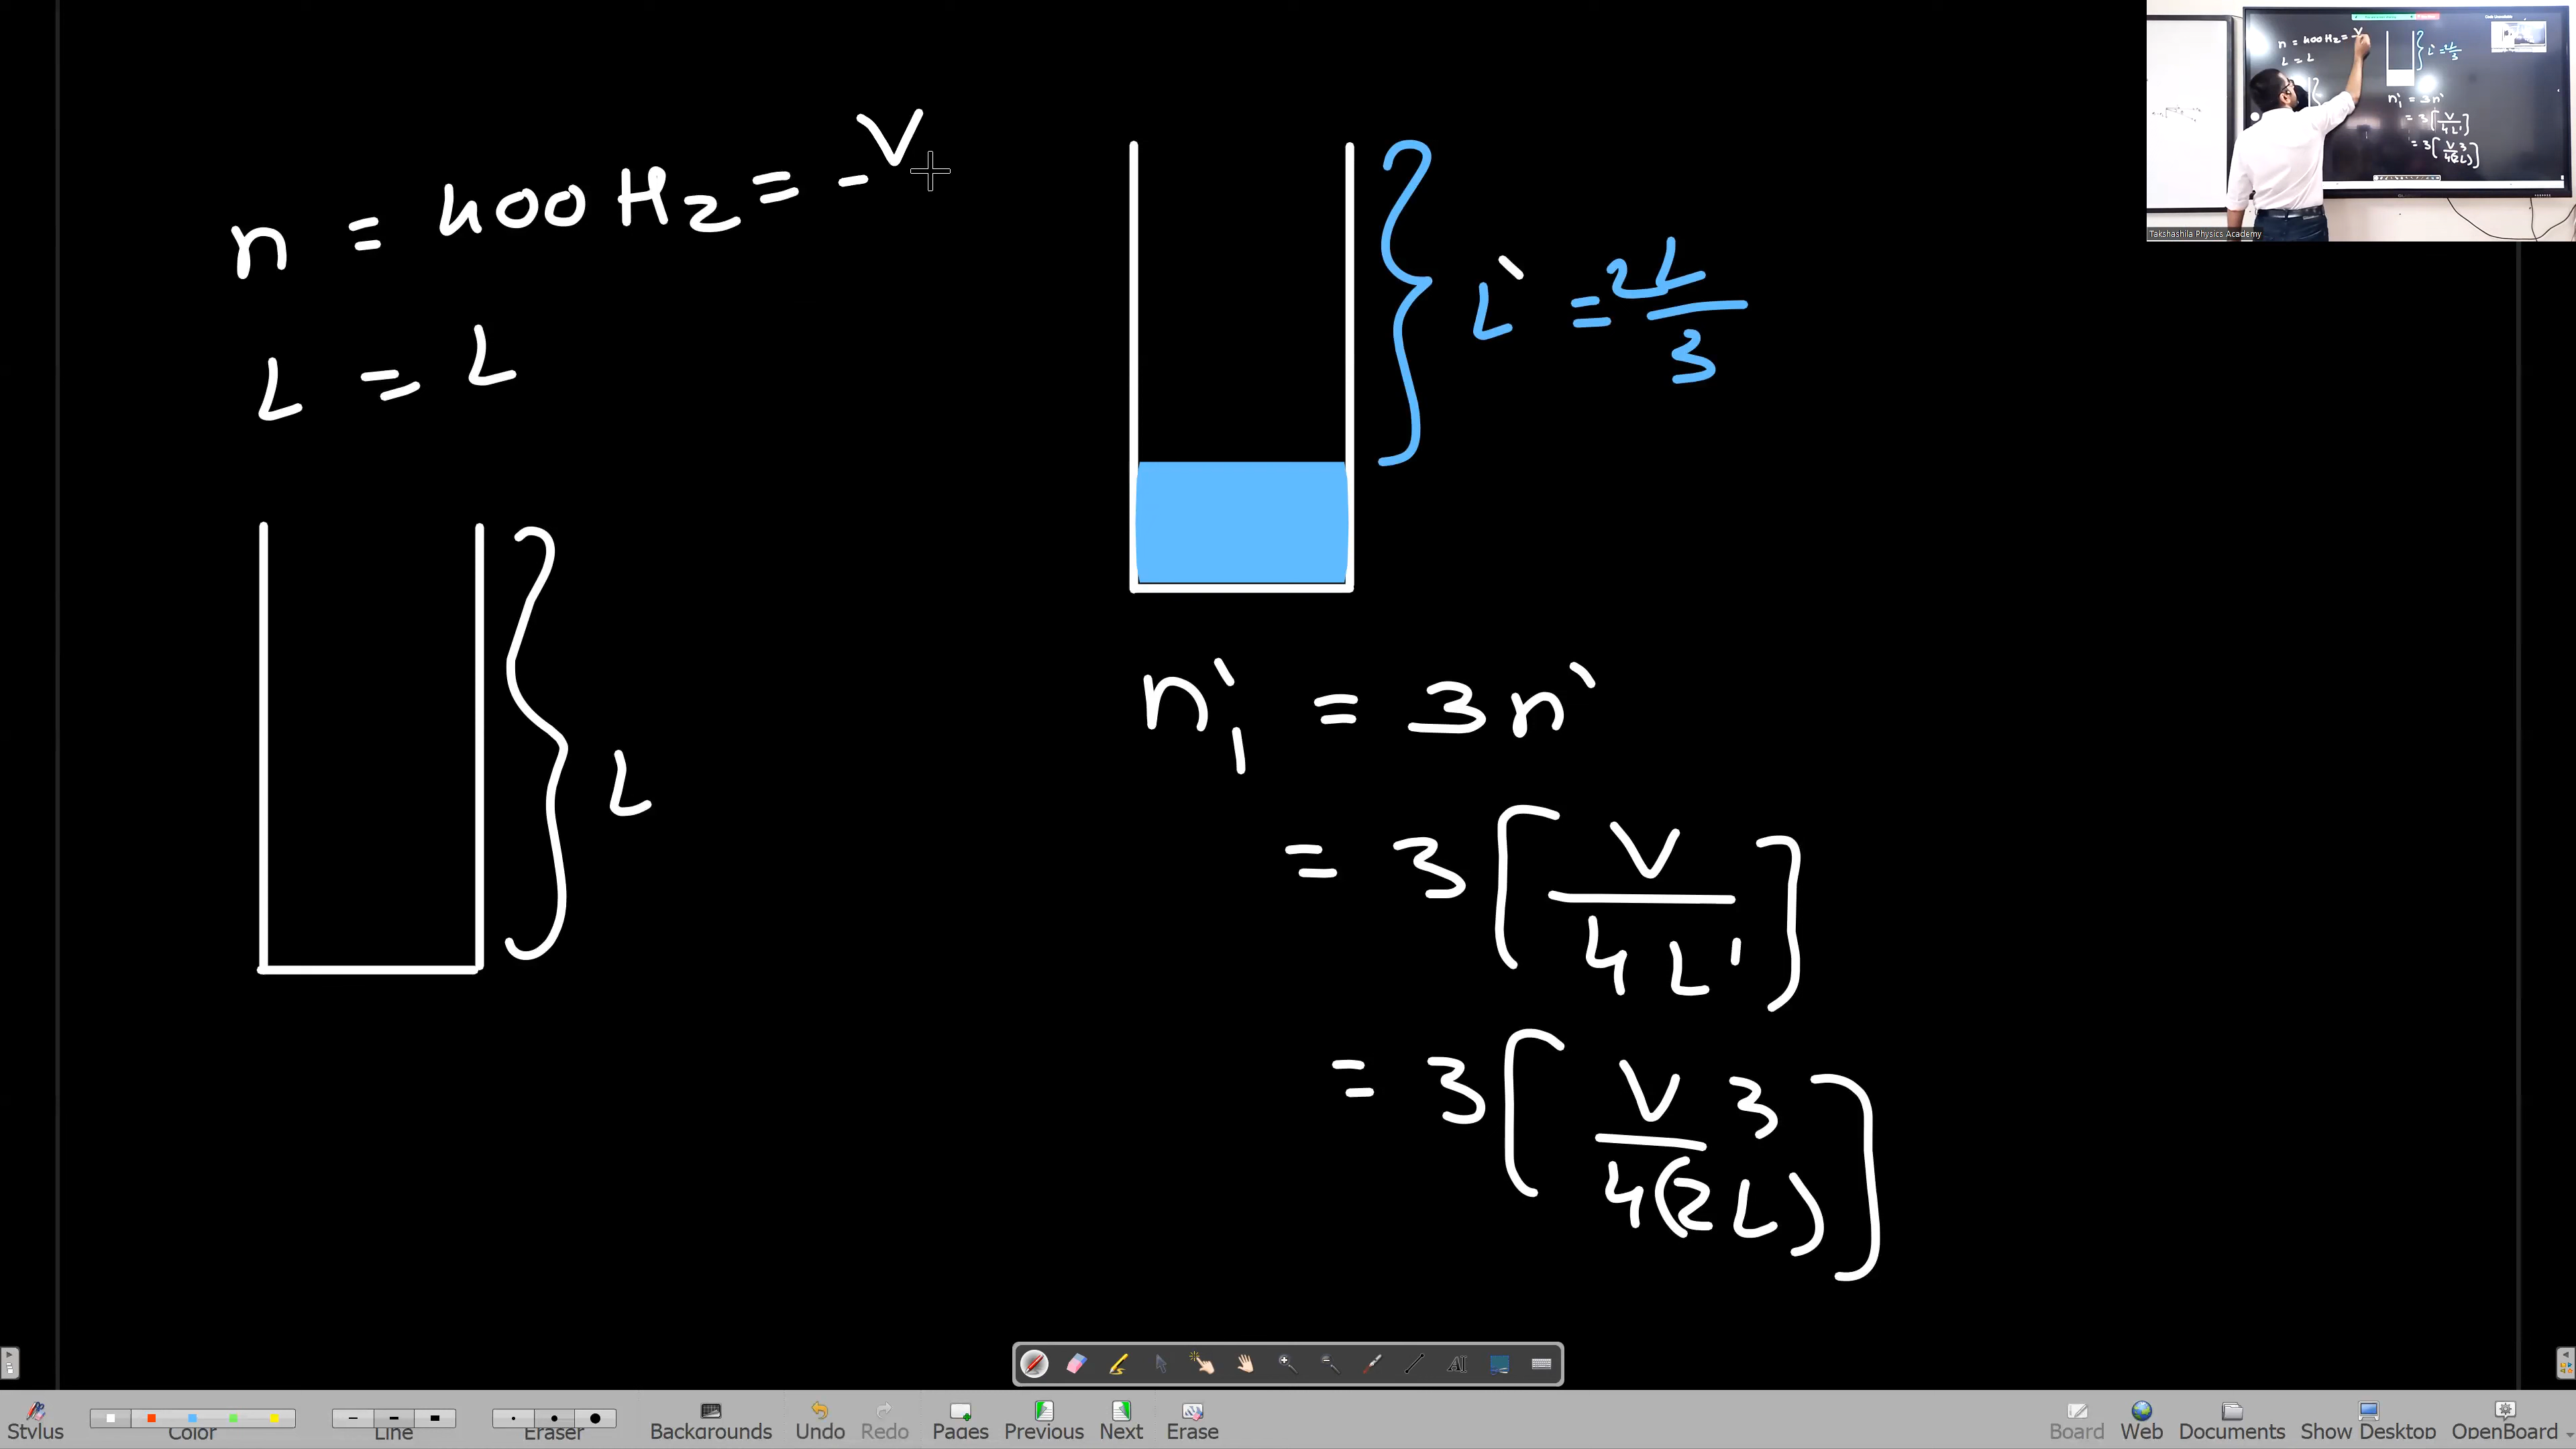 n = 400 Hz = -V
L = L
L
L' = 2L/3
n'₁ = 3n'
= 3[V/4L']
= 3[V3/4(2L)]
Takshashila Physics Academy
Stylus Color Line Eraser Backgrounds Undo Redo Pages Previous Next Erase Board Web Documents Show Desktop OpenBoard